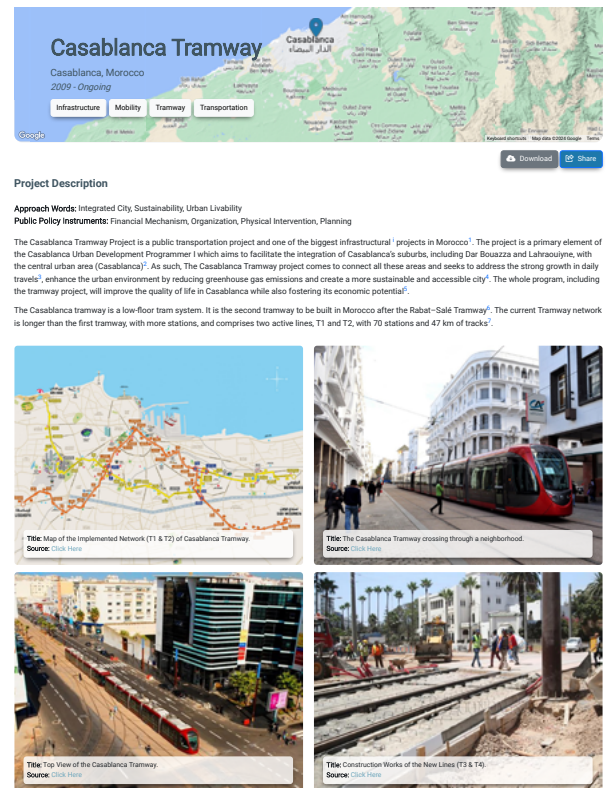 Casablanca Tramway
Casablanca, Morocco
2009 - Ongoing
Infrastructure
Mobility
Tramway
Transportation
Casablanca
الدار البيضاء
Google
Keyboard shortcuts
Map data ©2024 Google
Terms
Download
Share
Project Description
Approach Words: Integrated City, Sustainability, Urban Livability
Public Policy Instruments: Financial Mechanism, Organization, Physical Intervention, Planning
The Casablanca Tramway Project is a public transportation project and one of the biggest infrastructural ⁱ projects in Morocco¹. The project is a primary element of
the Casablanca Urban Development Programmer I which aims to facilitate the integration of Casablanca's suburbs, including Dar Bouazza and Lahraouiyne, with
the central urban area (Casablanca)². As such, The Casablanca Tramway project comes to connect all these areas and seeks to address the strong growth in daily
travels³, enhance the urban environment by reducing greenhouse gas emissions and create a more sustainable and accessible city⁴. The whole program, including
the tramway project, will improve the quality of life in Casablanca while also fostering its economic potential⁵.
The Casablanca tramway is a low-floor tram system. It is the second tramway to be built in Morocco after the Rabat–Salé Tramway⁶. The current Tramway network
is longer than the first tramway, with more stations, and comprises two active lines, T1 and T2, with 70 stations and 47 km of tracks⁷.
Title: Map of the Implemented Network (T1 & T2) of Casablanca Tramway.
Source: Click Here
CA
Title: The Casablanca Tramway crossing through a neighborhood.
Source: Click Here
Title: Top View of the Casablanca Tramway.
Source: Click Here
Title: Construction Works of the New Lines (T3 & T4).
Source: Click Here